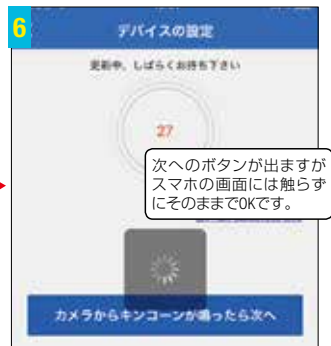 6
デバイスの設定
更新中、しばらくお待ち下さい
27
次へのボタンが出ますが
スマホの画面には触らず
にそのままでOKです。
カメラからキンコーンが鳴ったら次へ